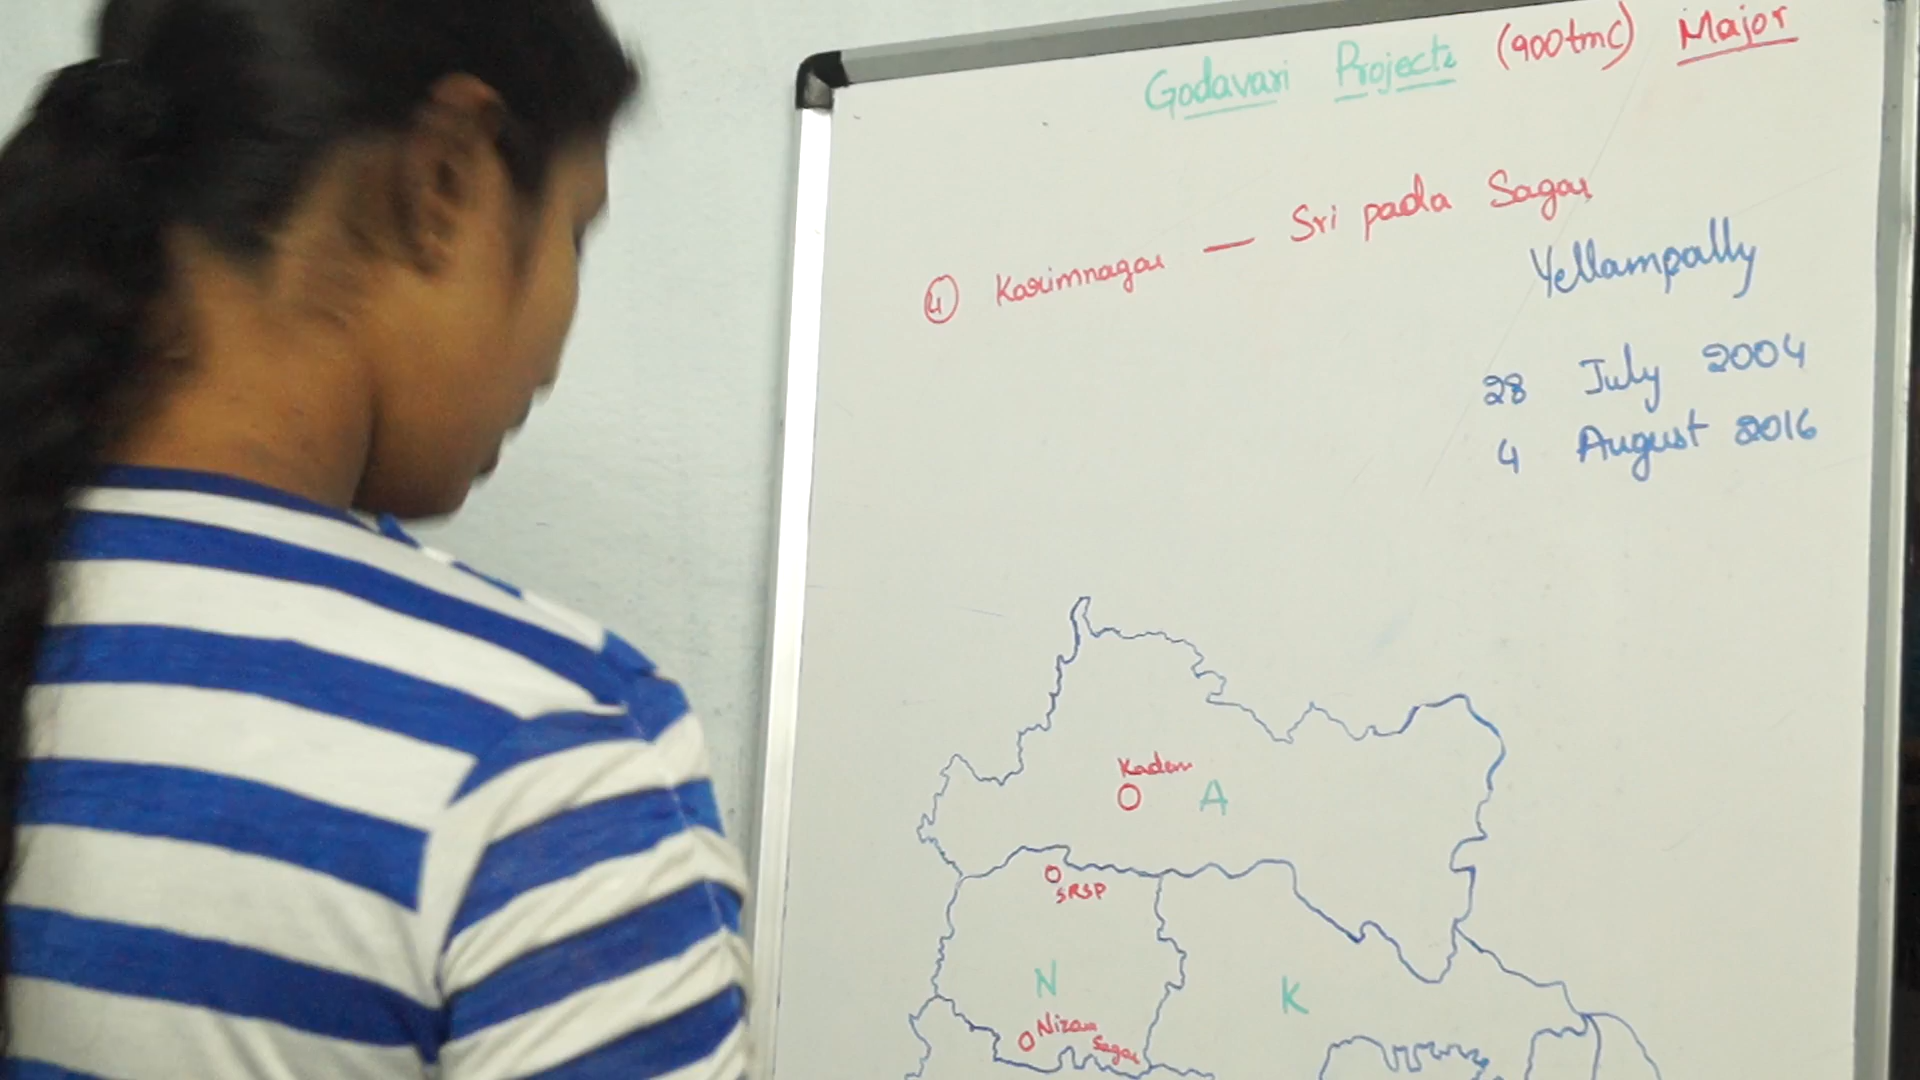 Godavari Projects (900tmc) Major
④ Karimnagar — Sri pada Sagar
Yellampally
28 July 2004
4 August 2016
Kadem
A
SRSP
N
K
Nizam
Sagar